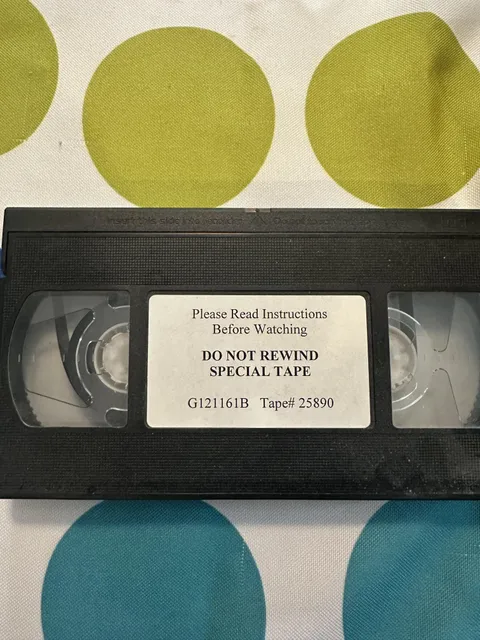 Please Read Instructions
Before Watching
DO NOT REWIND
SPECIAL TAPE
G121161B Tape# 25890